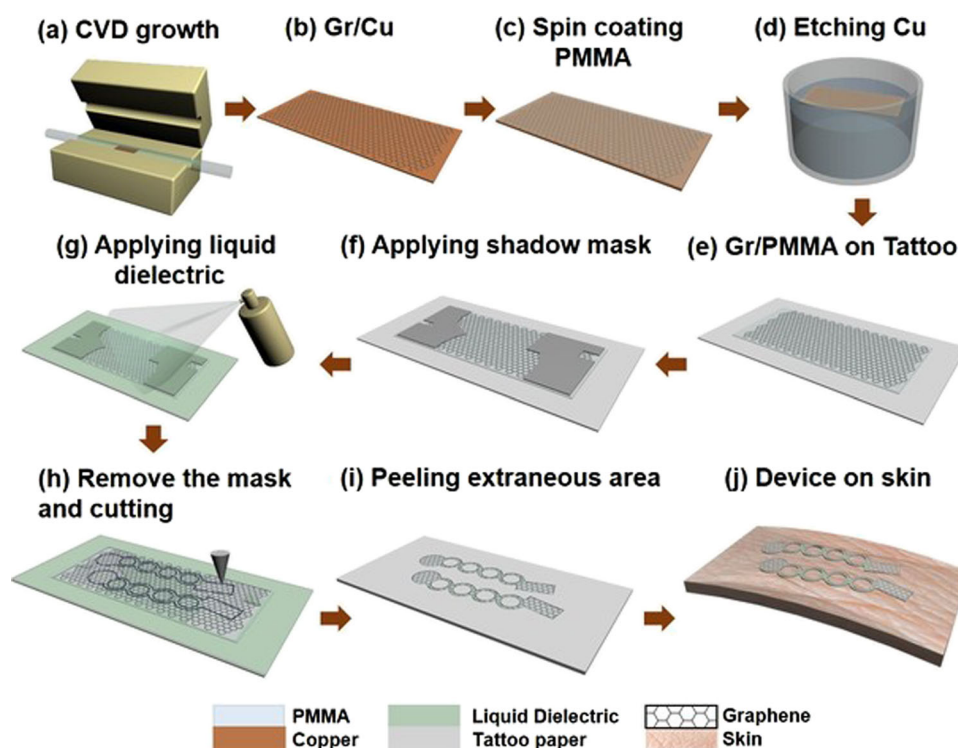 (a) CVD growth
(b) Gr/Cu
(c) Spin coating
PMMA
(d) Etching Cu
(g) Applying liquid
dielectric
(f) Applying shadow mask
(e) Gr/PMMA on Tattoo
(h) Remove the mask
and cutting
(i) Peeling extraneous area
(j) Device on skin
PMMA
Liquid Dielectric
Graphene
Copper
Tattoo paper
Skin